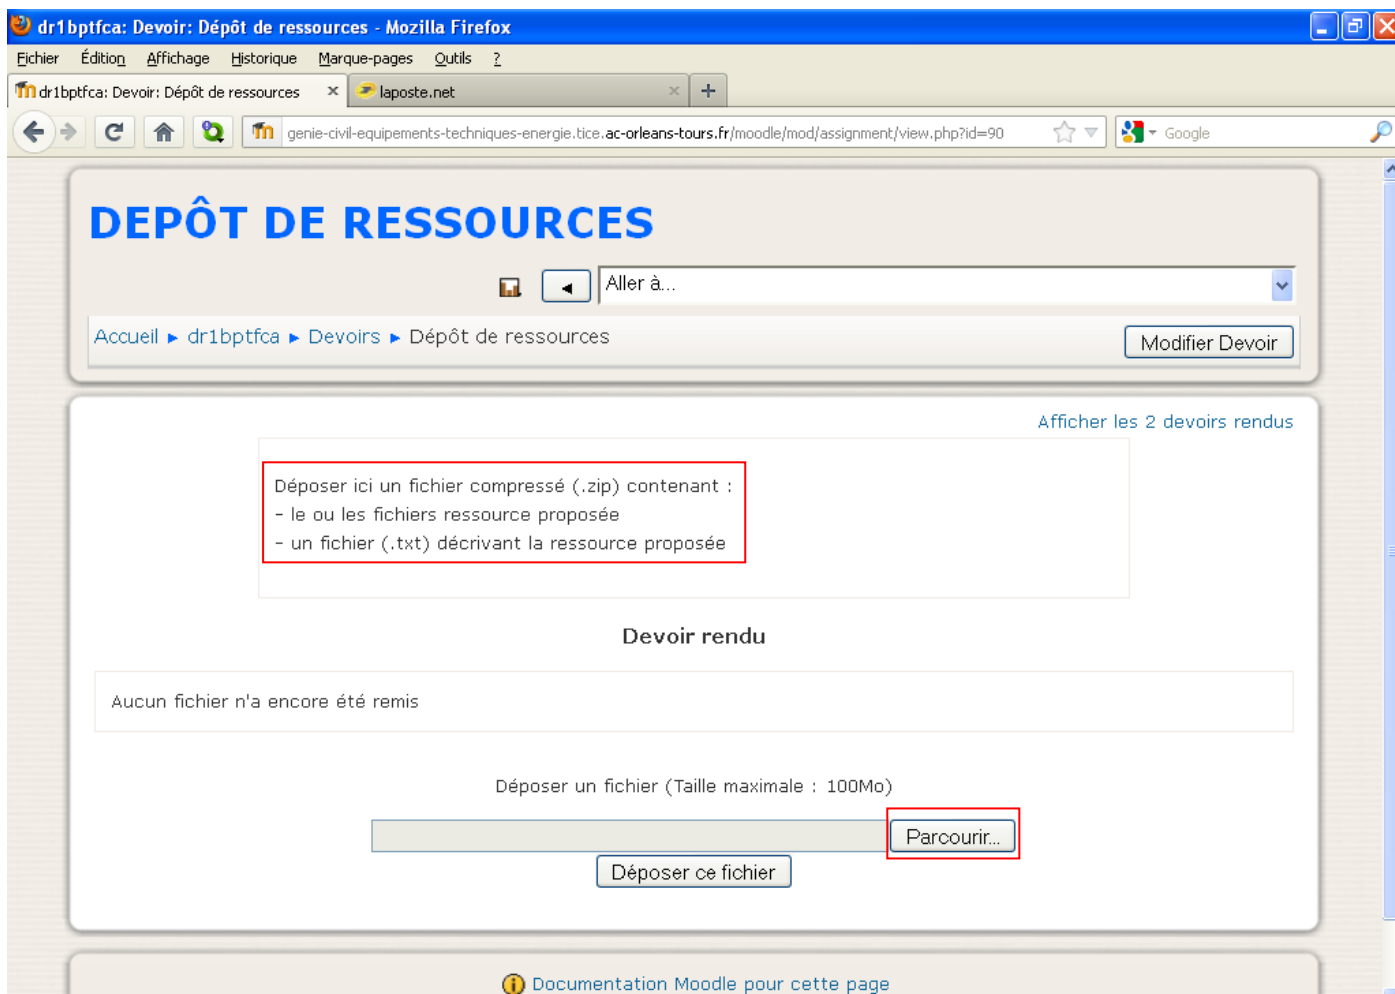 dr1bptfca: Devoir: Dépôt de ressources - Mozilla Firefox
Fichier Édition Affichage Historique Marque-pages Outils ?
dr1bptfca: Devoir: Dépôt de ressources × laposte.net × +
genie-civil-equipements-techniques-energie.tice.ac-orleans-tours.fr/moodle/mod/assignment/view.php?id=90 Google
DEPÔT DE RESSOURCES
Aller à...
Accueil ► dr1bptfca ► Devoirs ► Dépôt de ressources Modifier Devoir
Afficher les 2 devoirs rendus
Déposer ici un fichier compressé (.zip) contenant :
- le ou les fichiers ressource proposée
- un fichier (.txt) décrivant la ressource proposée
Devoir rendu
Aucun fichier n'a encore été remis
Déposer un fichier (Taille maximale : 100Mo)
Parcourir...
Déposer ce fichier
Documentation Moodle pour cette page